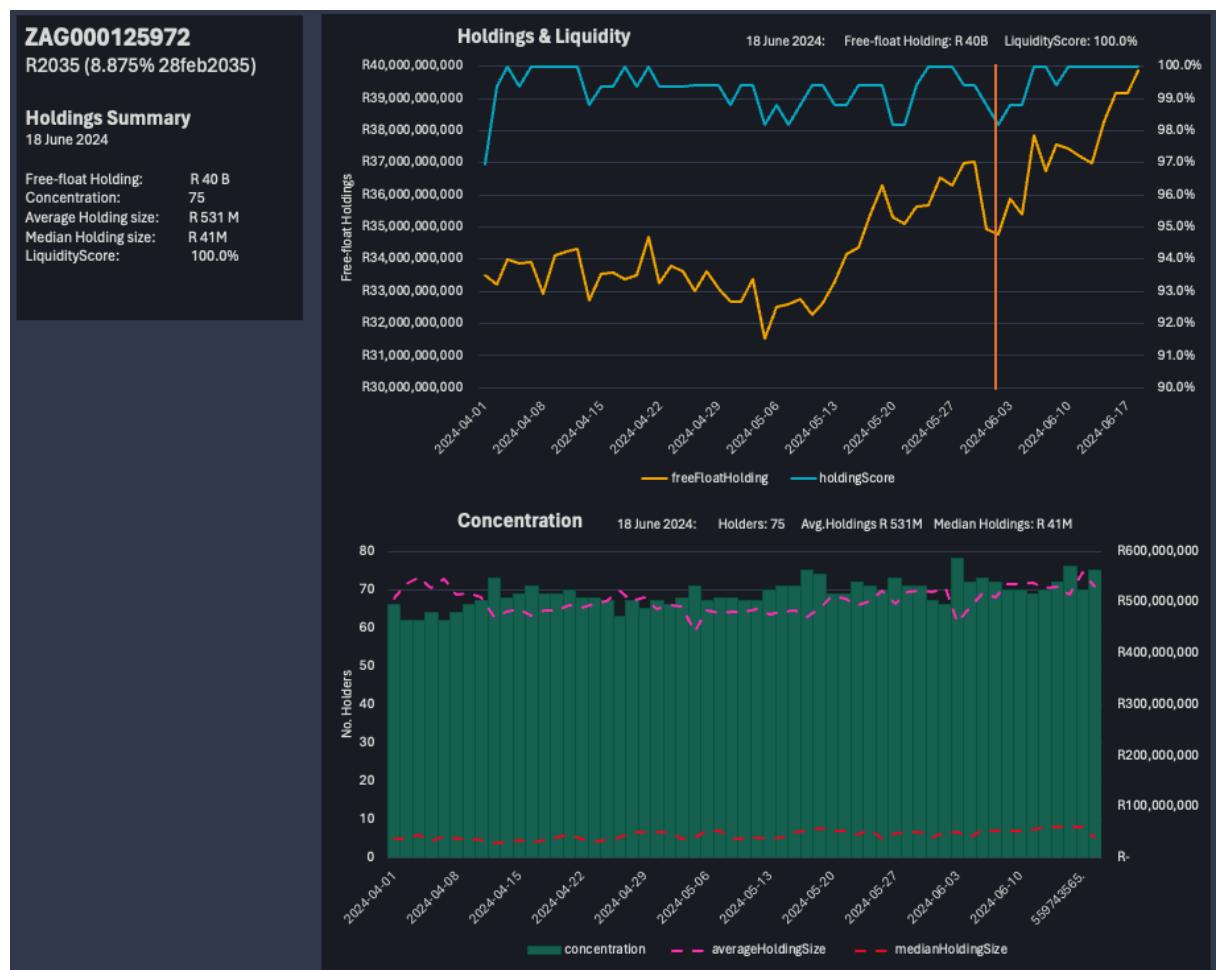 ZAG000125972
R2035 (8.875% 28feb2035)
Holdings Summary
18 June 2024
Free-float Holding: R 40 B
Concentration: 75
Average Holding size: R 531 M
Median Holding size: R 41M
LiquidityScore: 100.0%
Holdings & Liquidity
18 June 2024: Free-float Holding: R 40B LiquidityScore: 100.0%
Free-float Holdings
R40,000,000,000 100.0%
R39,000,000,000 99.0%
R38,000,000,000 98.0%
R37,000,000,000 97.0%
R36,000,000,000 96.0%
R35,000,000,000 95.0%
R34,000,000,000 94.0%
R33,000,000,000 93.0%
R32,000,000,000 92.0%
R31,000,000,000 91.0%
R30,000,000,000 90.0%
2024-04-01 2024-04-08 2024-04-15 2024-04-22 2024-04-29 2024-05-06 2024-05-13 2024-05-20 2024-05-27 2024-06-03 2024-06-10 2024-06-17
freeFloatHolding holdingScore
Concentration
18 June 2024: Holders: 75 Avg.Holdings R 531M Median Holdings: R 41M
No. Holders
80 R600,000,000
70
R500,000,000
60
50
R400,000,000
40 R300,000,000
30
R200,000,000
20
R100,000,000
10
0 R-
2024-04-01 2024-04-08 2024-04-15 2024-04-22 2024-04-29 2024-05-06 2024-05-13 2024-05-20 2024-05-27 2024-06-03 2024-06-10 559743565.
concentration averageHoldingSize medianHoldingSize